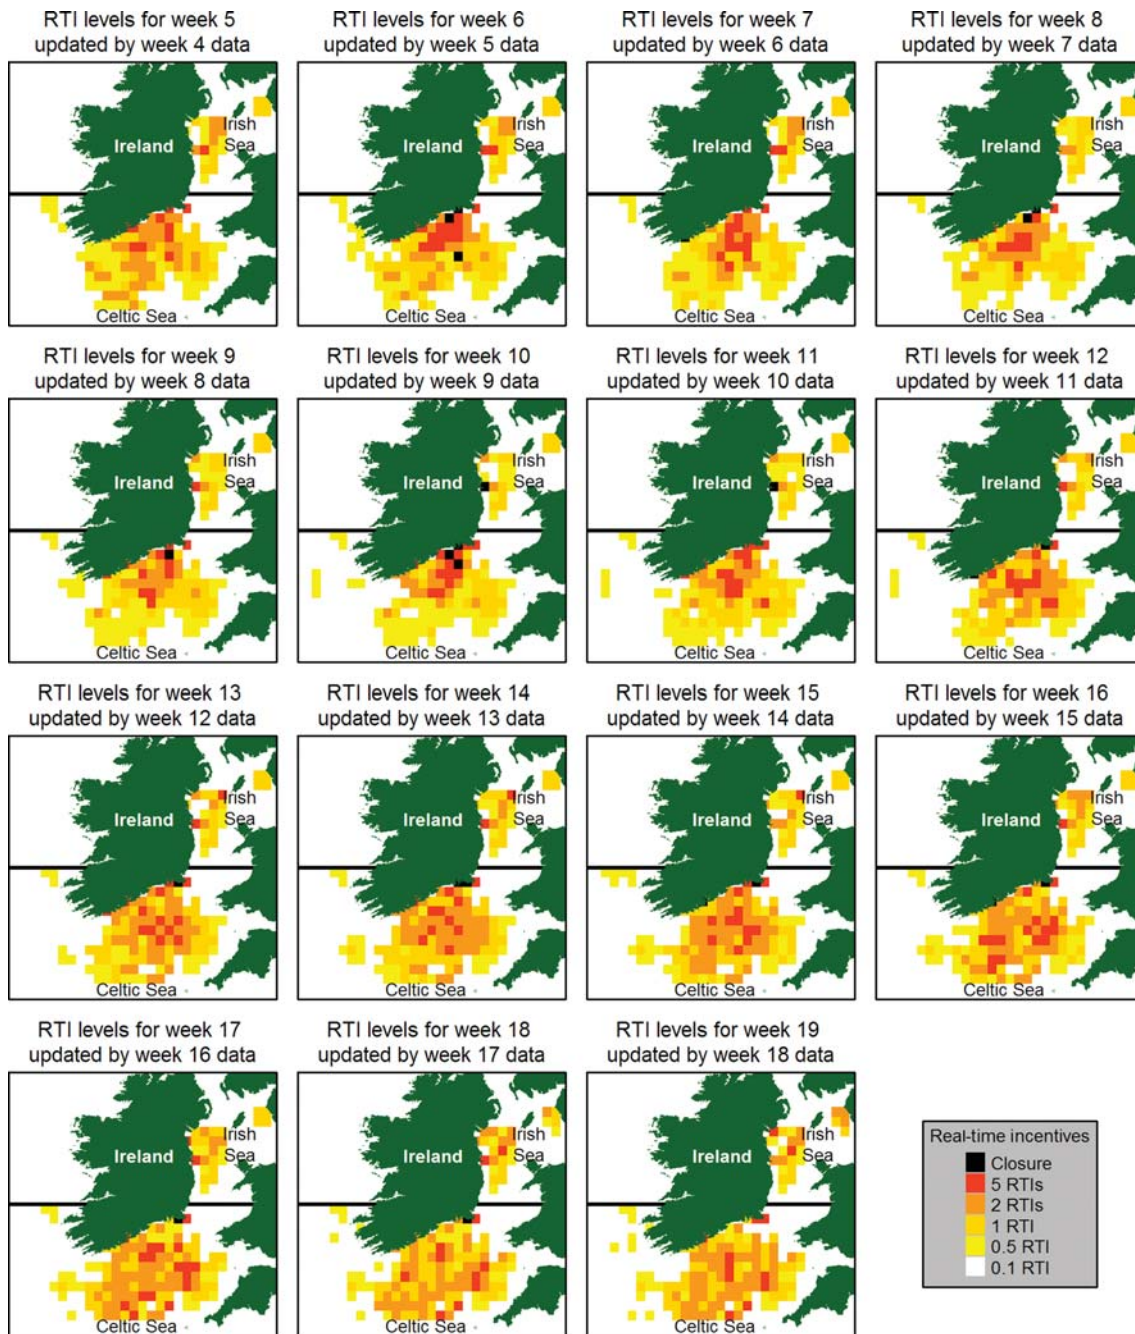 RTI levels for week 5
updated by week 4 data
Ireland
Irish
Sea
Celtic Sea
RTI levels for week 6
updated by week 5 data
Ireland
Irish
Sea
Celtic Sea
RTI levels for week 7
updated by week 6 data
Ireland
Irish
Sea
Celtic Sea
RTI levels for week 8
updated by week 7 data
Ireland
Irish
Sea
Celtic Sea
RTI levels for week 9
updated by week 8 data
Ireland
Irish
Sea
Celtic Sea
RTI levels for week 10
updated by week 9 data
Ireland
Irish
Sea
Celtic Sea
RTI levels for week 11
updated by week 10 data
Ireland
Irish
Sea
Celtic Sea
RTI levels for week 12
updated by week 11 data
Ireland
Irish
Sea
Celtic Sea
RTI levels for week 13
updated by week 12 data
Ireland
Irish
Sea
Celtic Sea
RTI levels for week 14
updated by week 13 data
Ireland
Irish
Sea
Celtic Sea
RTI levels for week 15
updated by week 14 data
Ireland
Irish
Sea
Celtic Sea
RTI levels for week 16
updated by week 15 data
Ireland
Irish
Sea
Celtic Sea
RTI levels for week 17
updated by week 16 data
Ireland
Irish
Sea
Celtic Sea
RTI levels for week 18
updated by week 17 data
Ireland
Irish
Sea
Celtic Sea
RTI levels for week 19
updated by week 18 data
Ireland
Irish
Sea
Celtic Sea
Real-time incentives
Closure
5 RTIs
2 RTIs
1 RTI
0.5 RTI
0.1 RTI